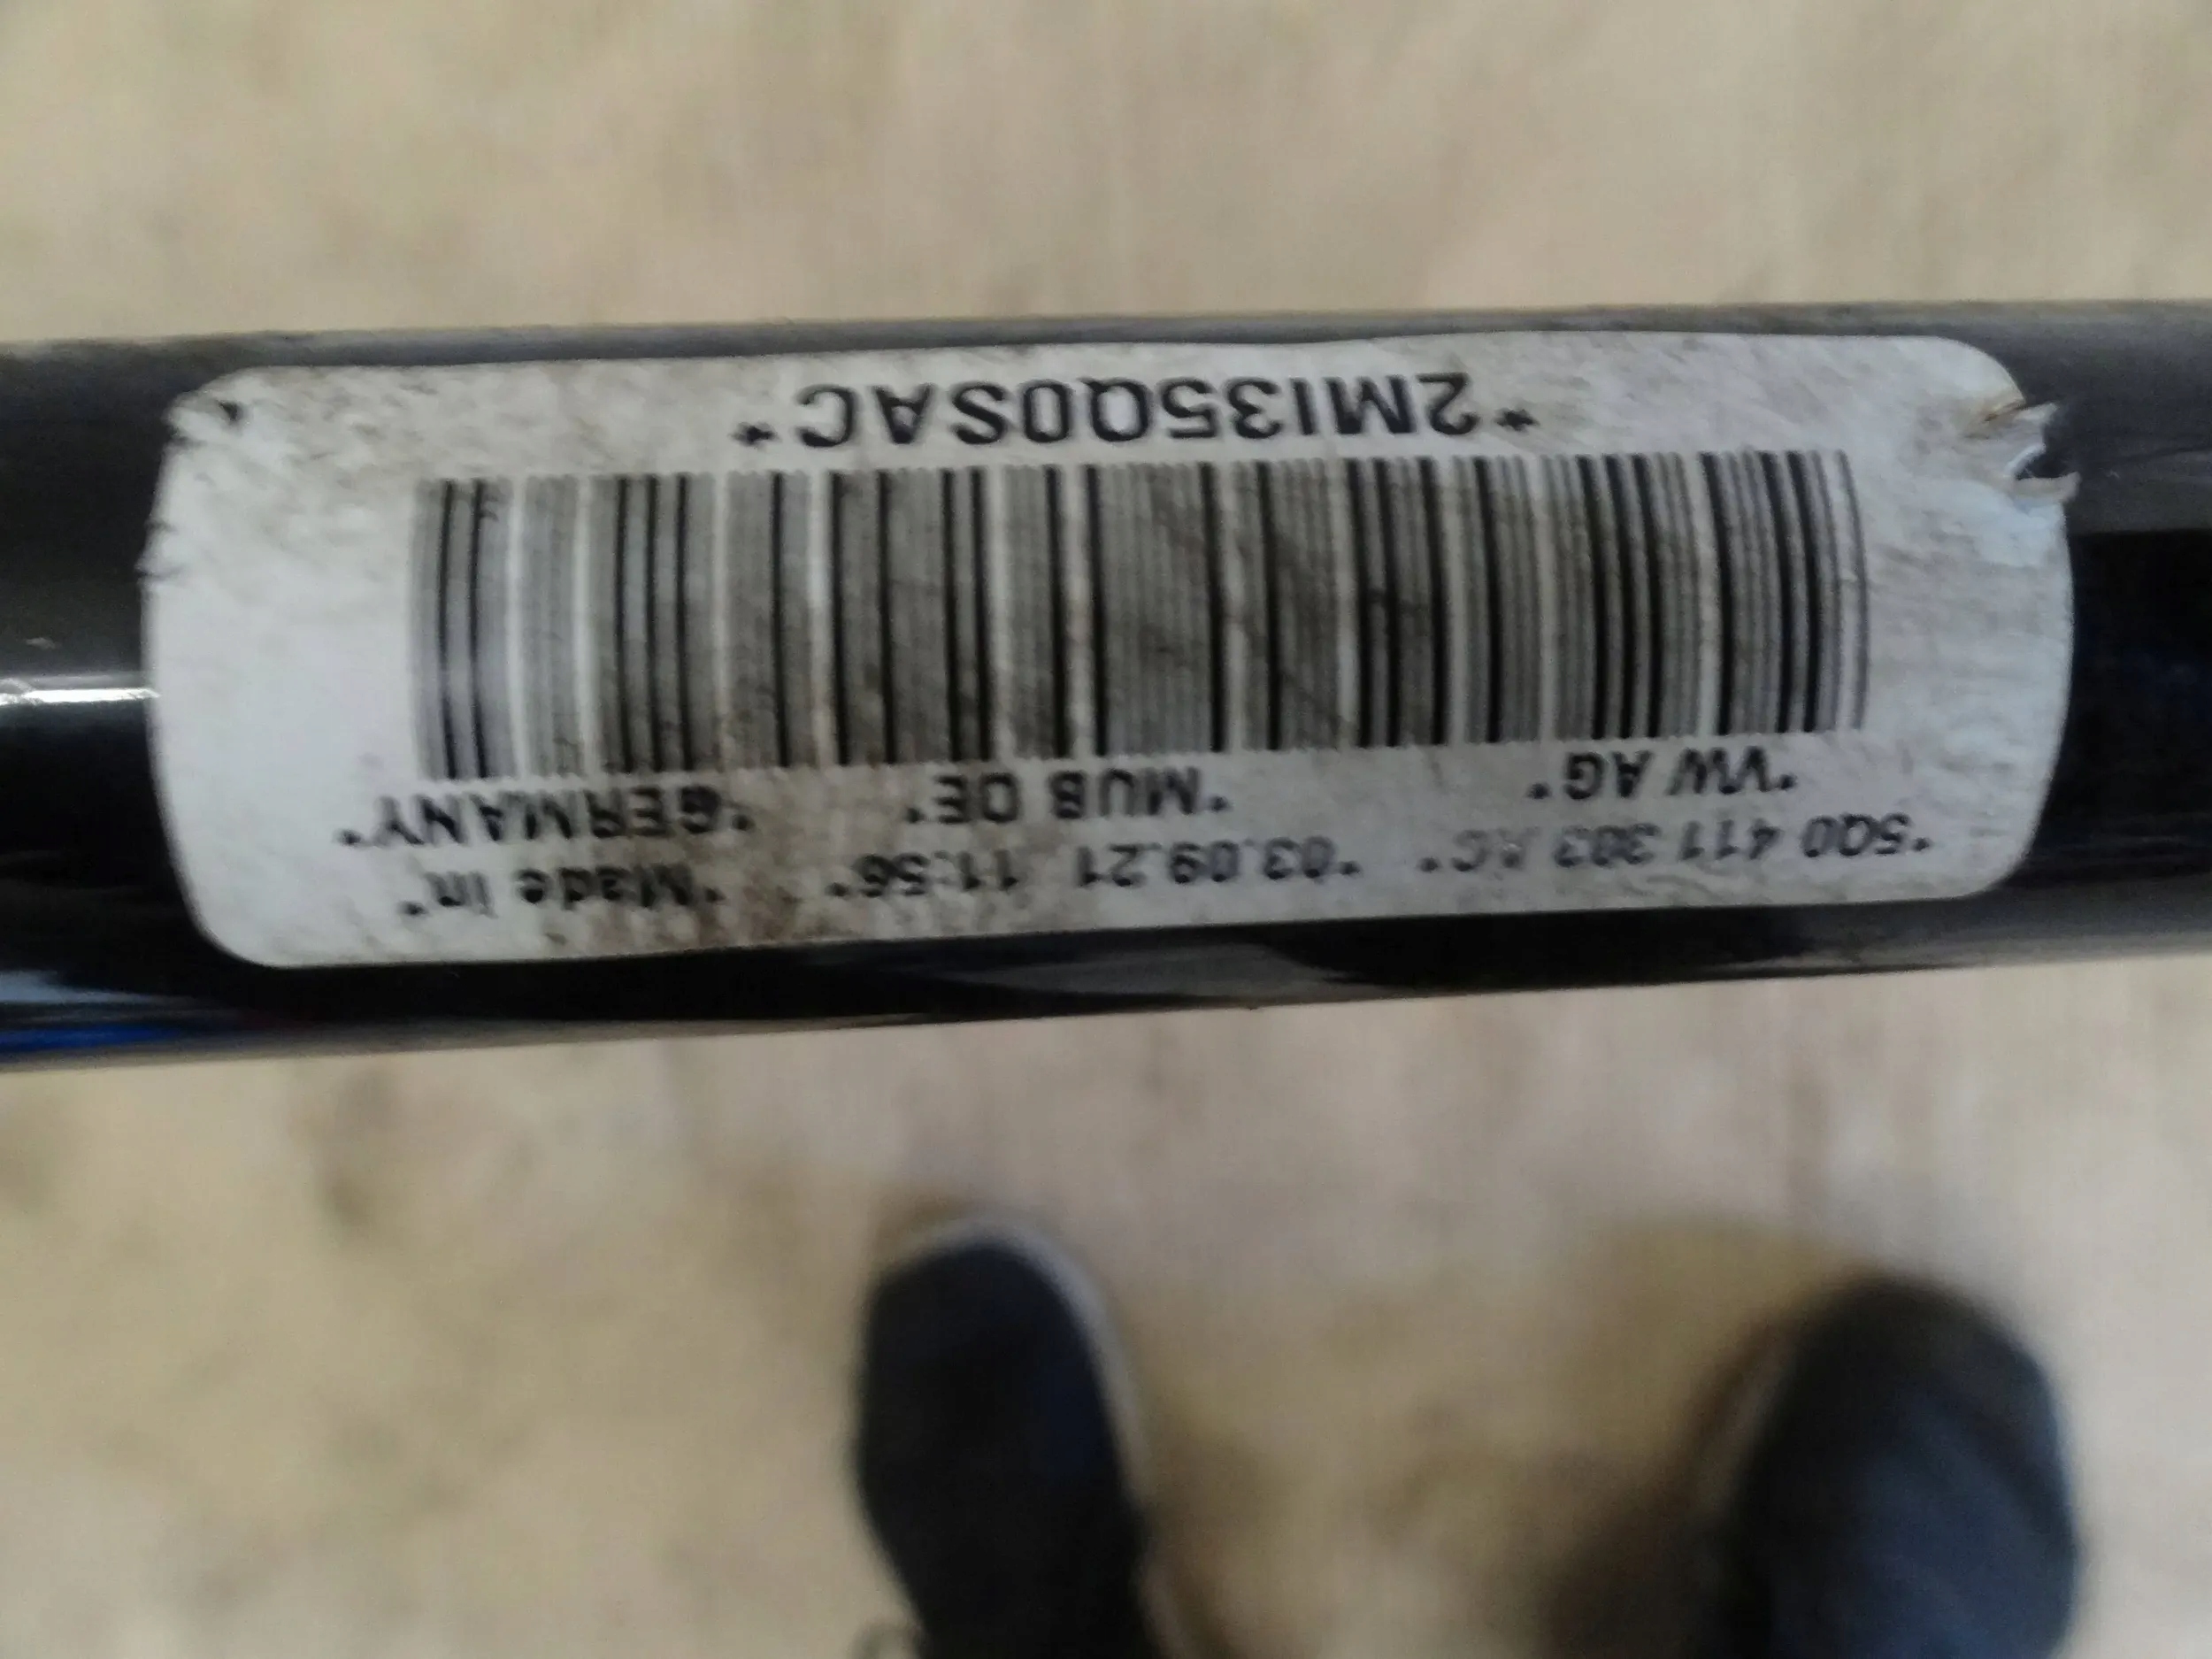 *5Q0 411 303 AC* *03.09.21 11:56* *Made in*
*VW AG* *MUB DE* *GERMANY*
*2MI35Q0SAC*